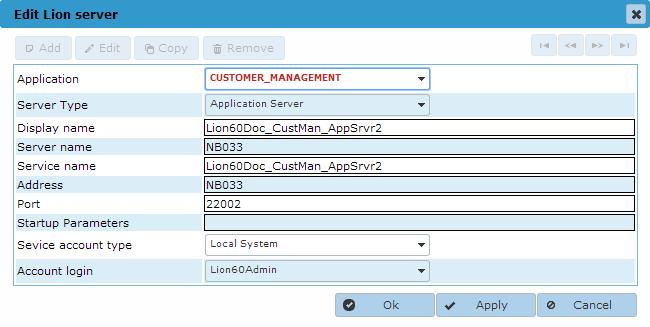 Edit Lion server
Add Edit Copy Remove
Application CUSTOMER_MANAGEMENT
Server Type Application Server
Display name Lion60Doc_CustMan_AppSrvr2
Server name NB033
Service name Lion60Doc_CustMan_AppSrvr2
Address NB033
Port 22002
Startup Parameters
Sevice account type Local System
Account login Lion60Admin
Ok Apply Cancel